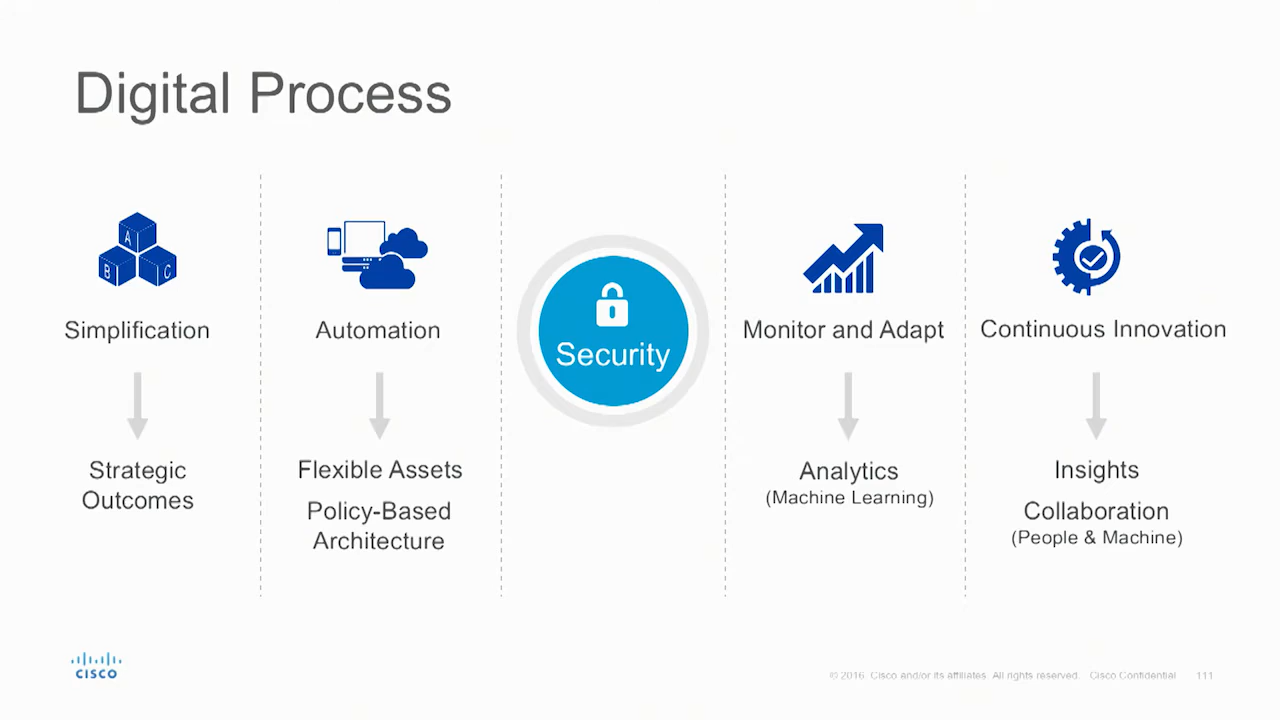 Digital Process
A
B
C
Simplification
Strategic
Outcomes
Automation
Flexible Assets
Policy-Based
Architecture
Security
Monitor and Adapt
Analytics
(Machine Learning)
Continuous Innovation
Insights
Collaboration
(People & Machine)
CISCO
© 2016 Cisco and/or its affiliates. All rights reserved. Cisco Confidential 111